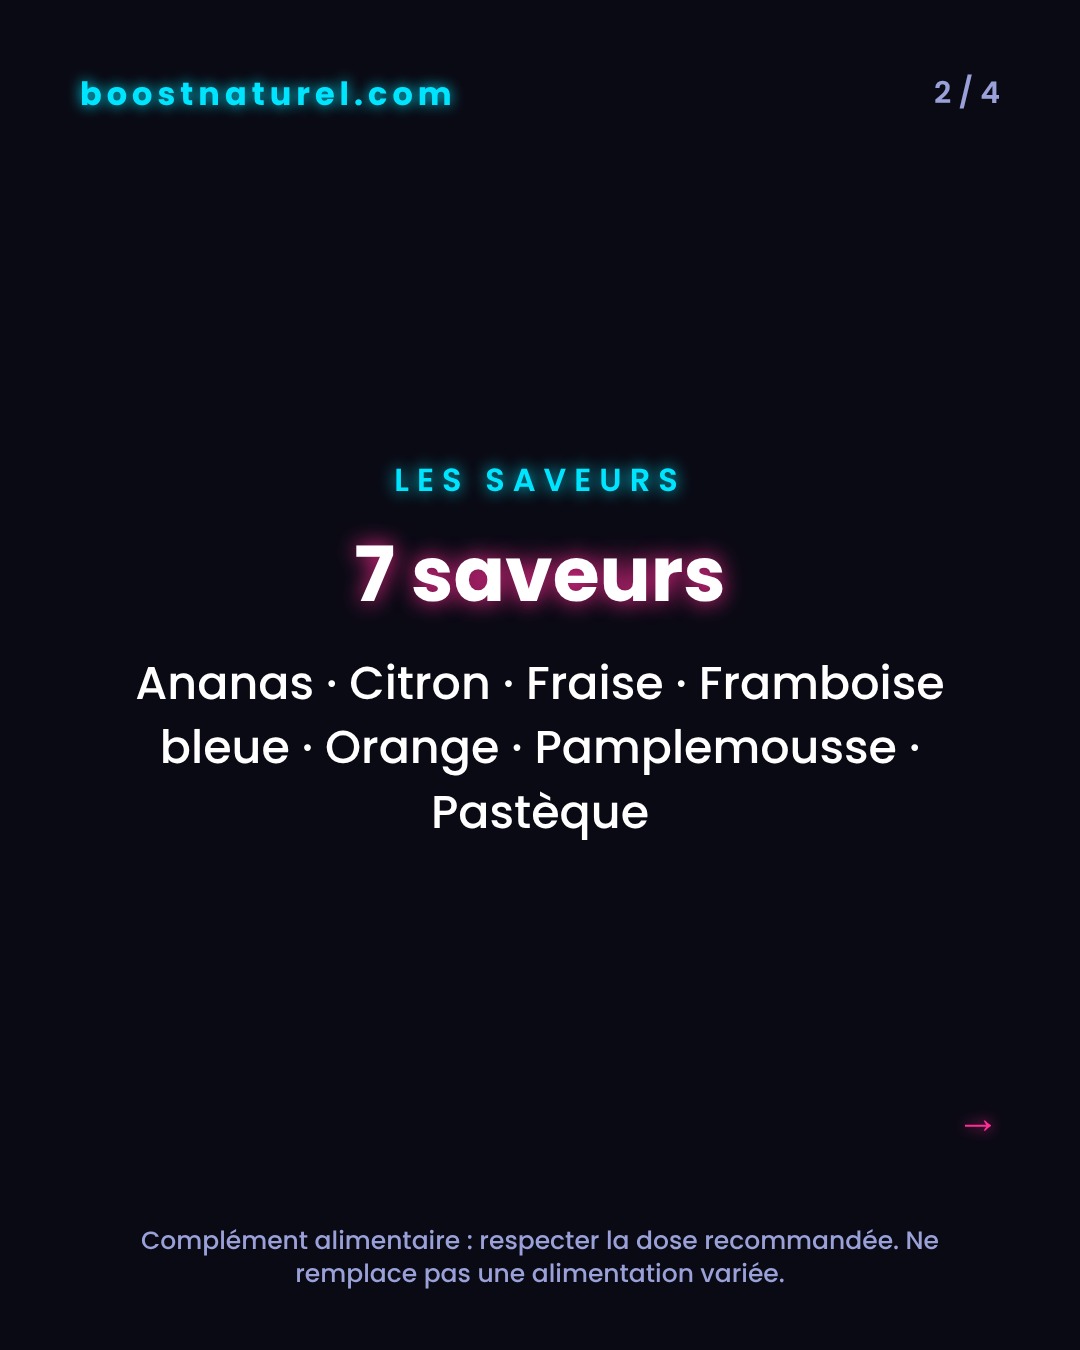 boostnaturel.com
2 / 4
LES SAVEURS
7 saveurs
Ananas · Citron · Fraise · Framboise
bleue · Orange · Pamplemousse ·
Pastèque
→
Complément alimentaire : respecter la dose recommandée. Ne
remplace pas une alimentation variée.